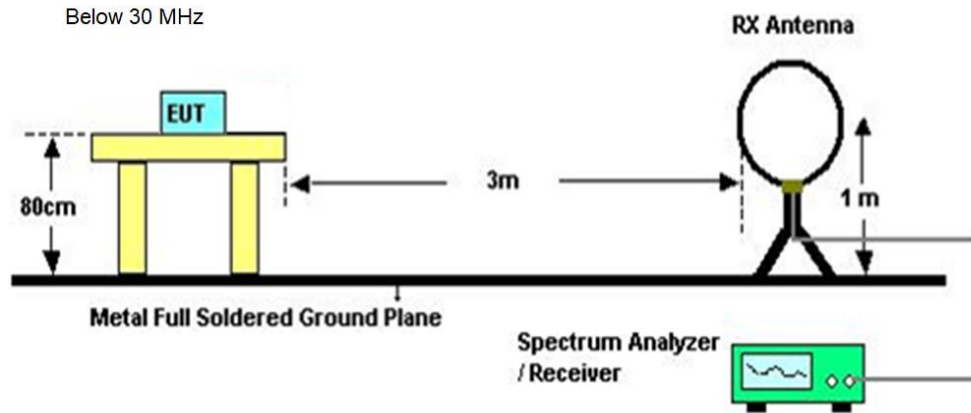 Below 30 MHz
RX Antenna
EUT
3m
80cm
1 m
Metal Full Soldered Ground Plane
Spectrum Analyzer
/ Receiver